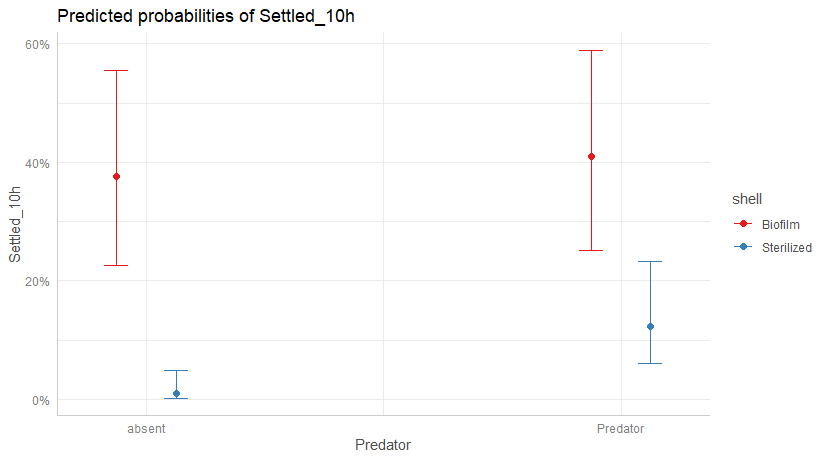 Predicted probabilities of Settled_10h
60%
40%
20%
0%
Settled_10h
absent
Predator
Predator
shell
Biofilm
Sterilized